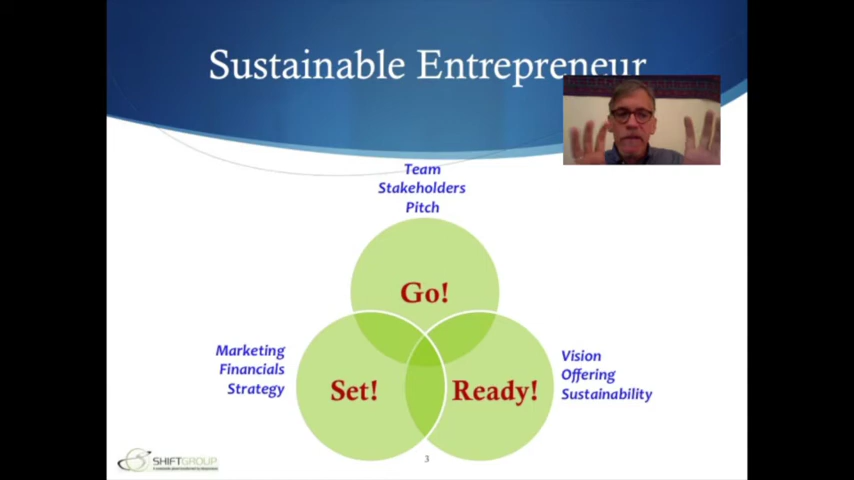 Sustainable Entrepreneur
Team
Stakeholders
Pitch
Go!
Marketing
Financials
Strategy
Set!
Ready!
Vision
Offering
Sustainability
SHIFTGROUP
3